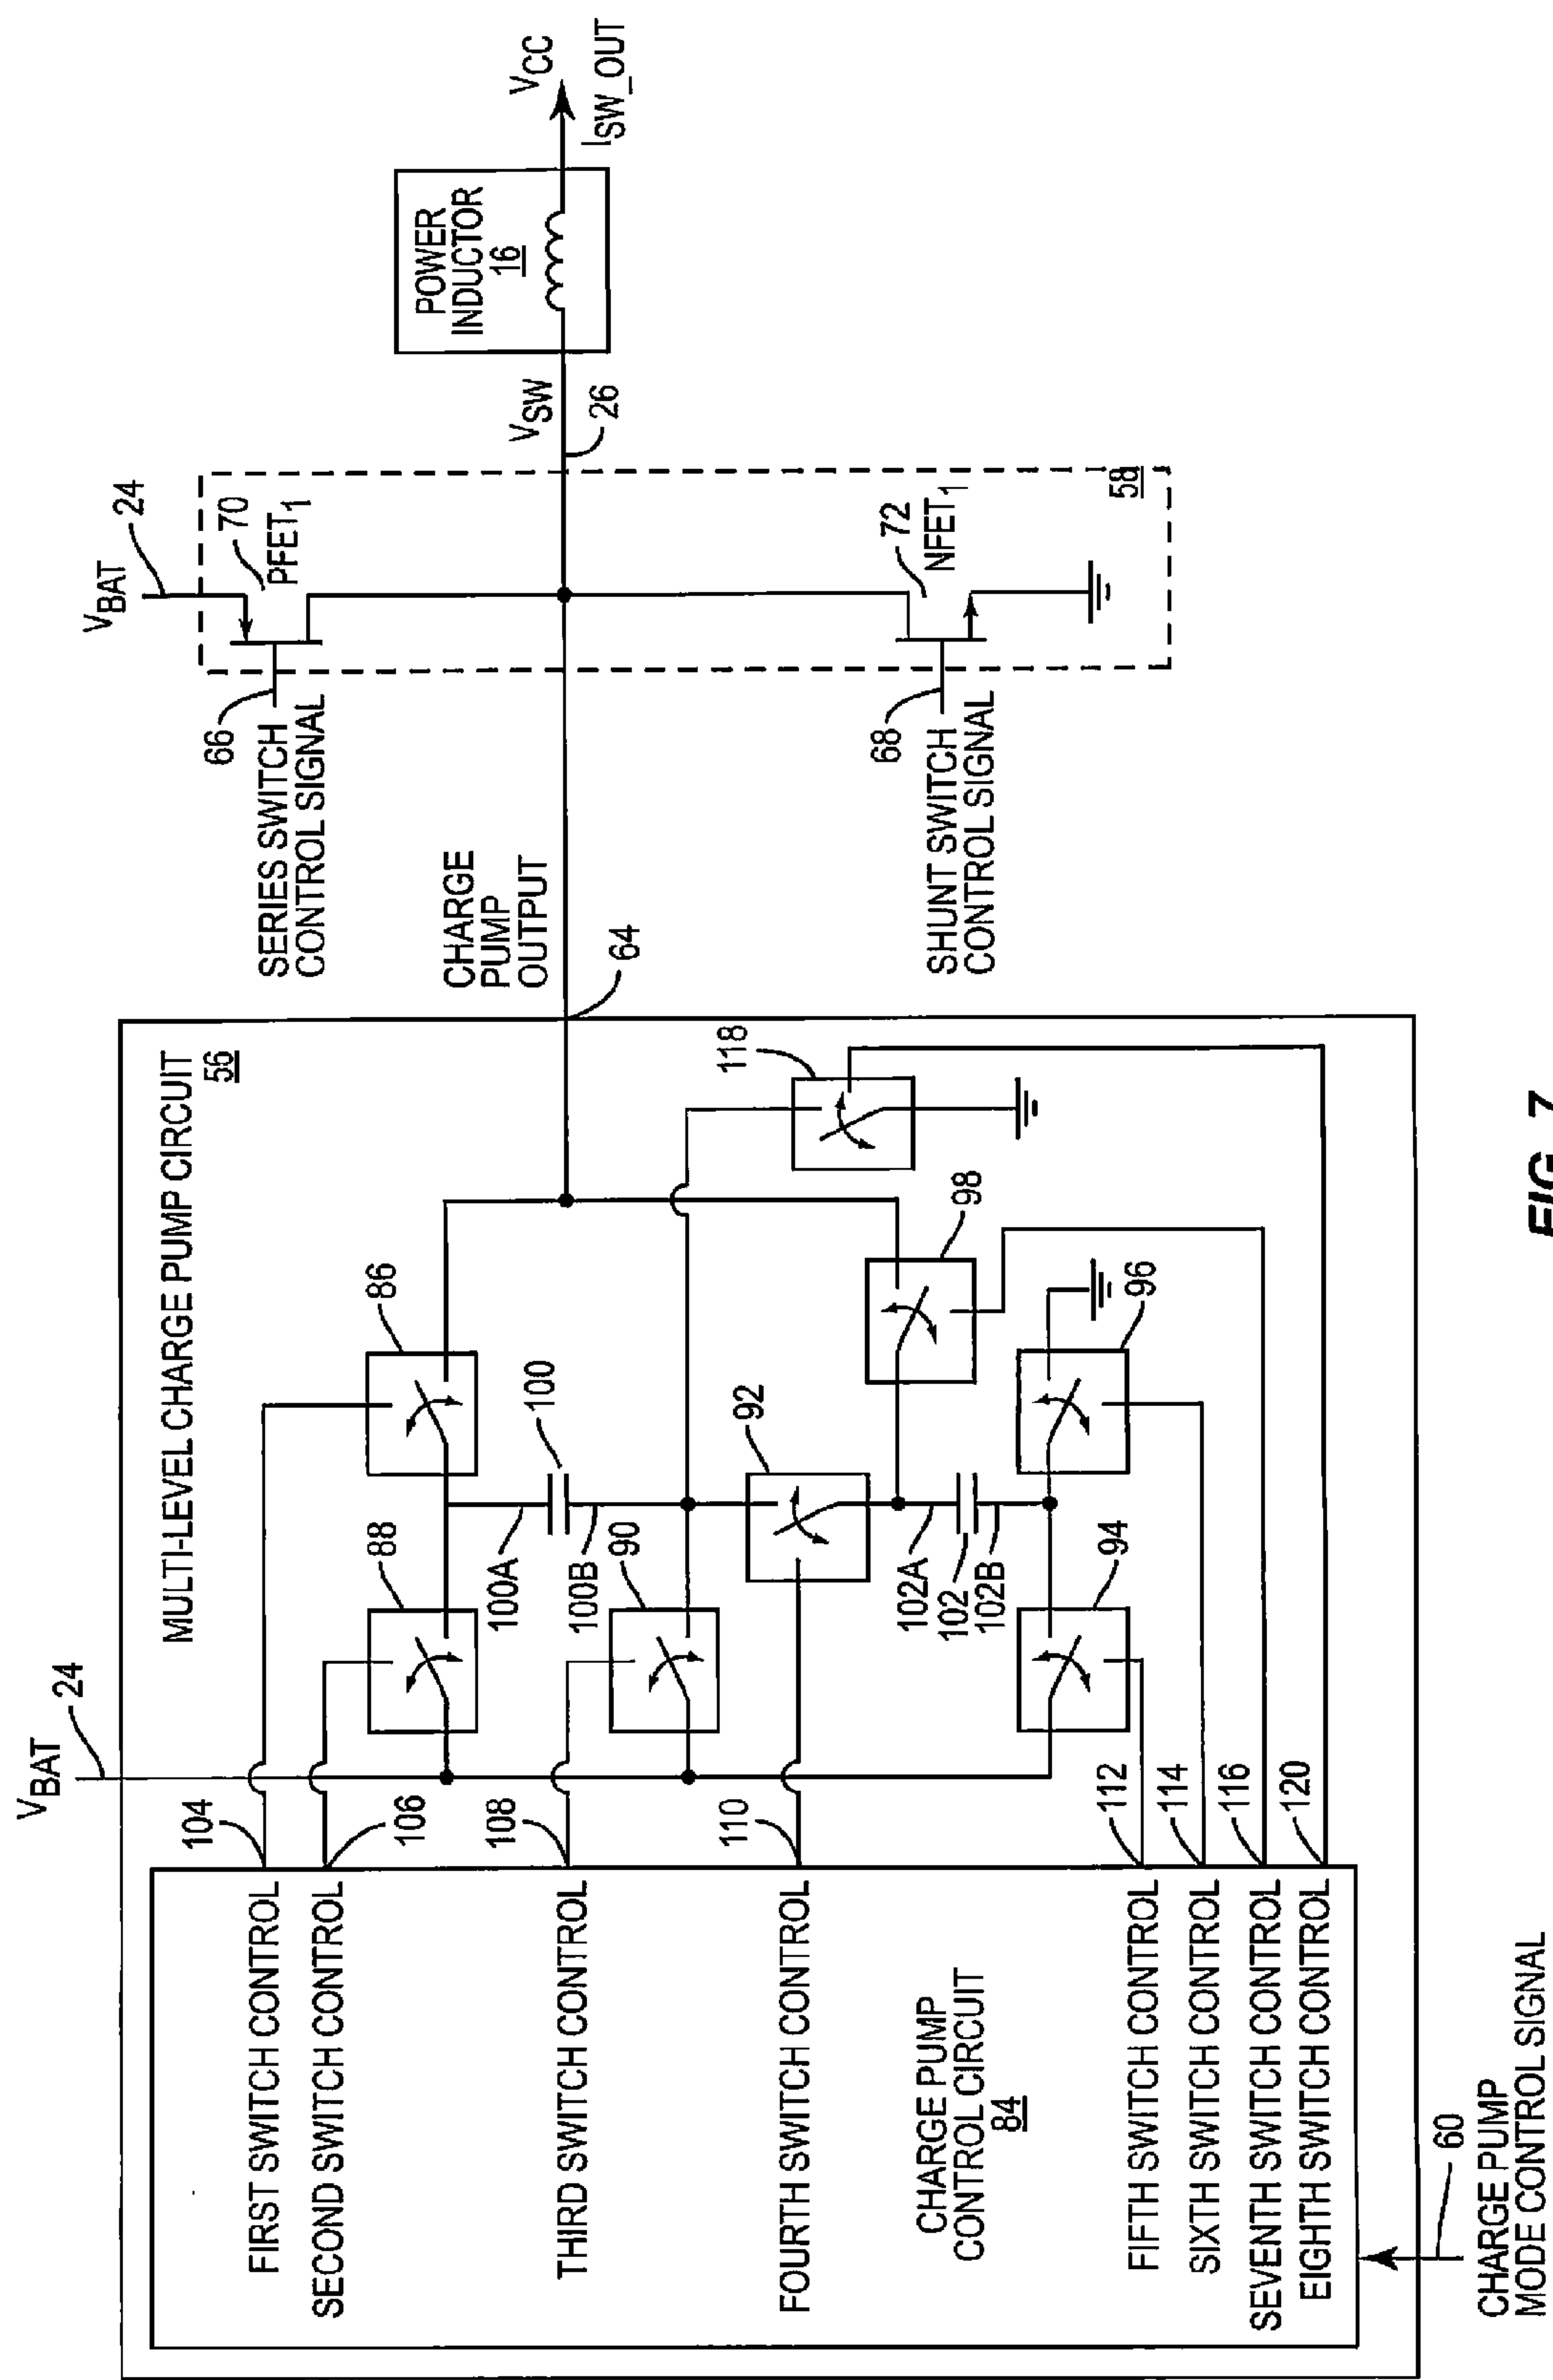 MULTI-LEVEL CHARGE PUMP CIRCUIT
56
VBAT
24
FIRST SWITCH CONTROL
104
SECOND SWITCH CONTROL
106
THIRD SWITCH CONTROL
108
FOURTH SWITCH CONTROL
110
CHARGE PUMP
CONTROL CIRCUIT
84
FIFTH SWITCH CONTROL
112
SIXTH SWITCH CONTROL
114
SEVENTH SWITCH CONTROL
116
EIGHTH SWITCH CONTROL
120
60
CHARGE PUMP
MODE CONTROL SIGNAL
88
86
100A
100
100B
90
92
118
98
102A
102
102B
94
96
64
CHARGE
PUMP
OUTPUT
VBAT
24
66
SERIES SWITCH
CONTROL SIGNAL
70
PFET1
68
SHUNT SWITCH
CONTROL SIGNAL
72
NFET1
58
VSW
26
POWER
INDUCTOR
16
VCC
ISW_OUT
FIG. 7